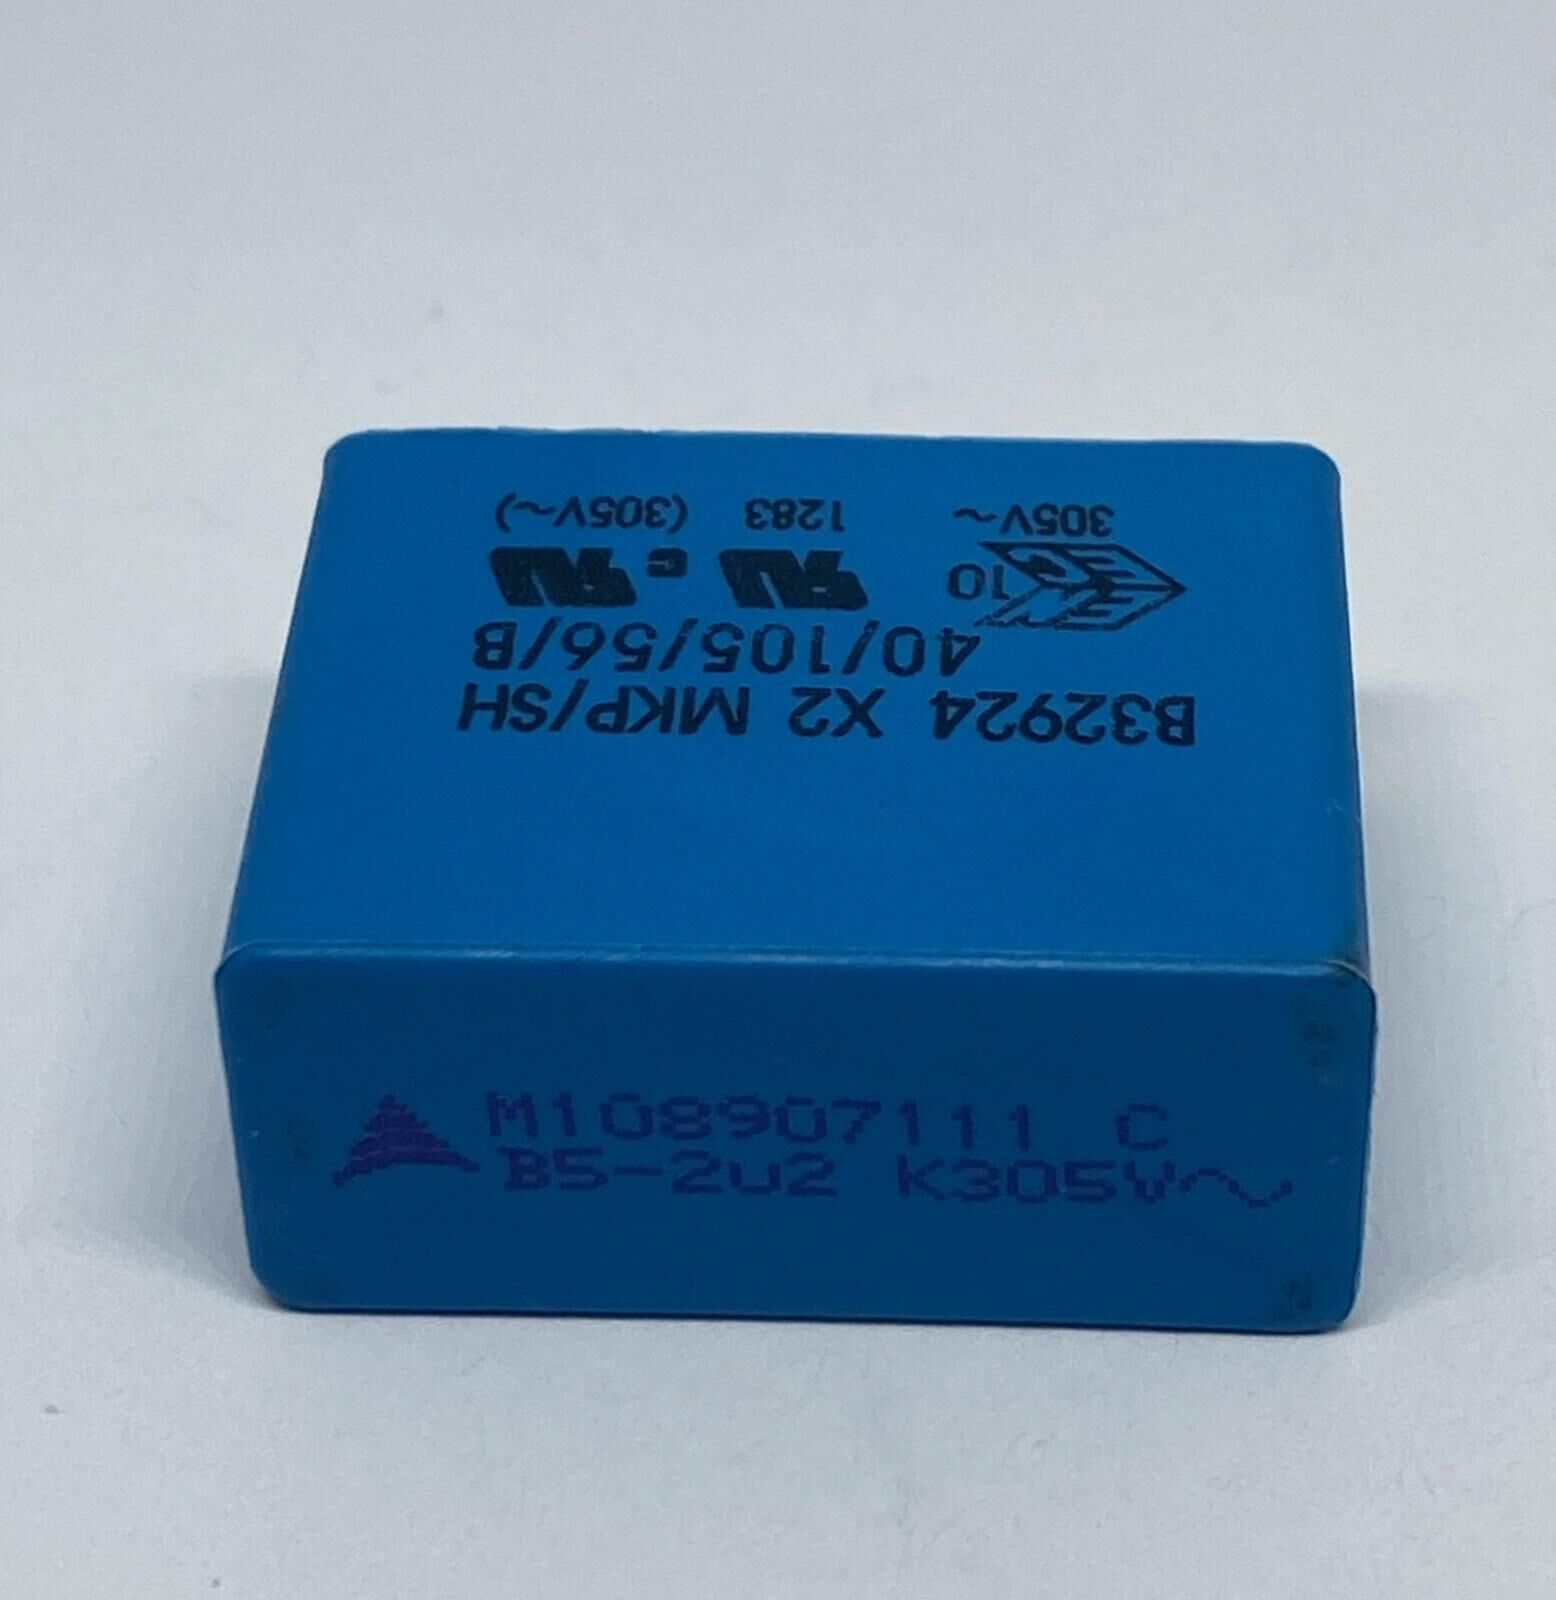 B32924 X2 MKP/SH
40/105/56/B
10
305V~ 1283 (305V~)
M108907111 C
B5-2u2 K305V~